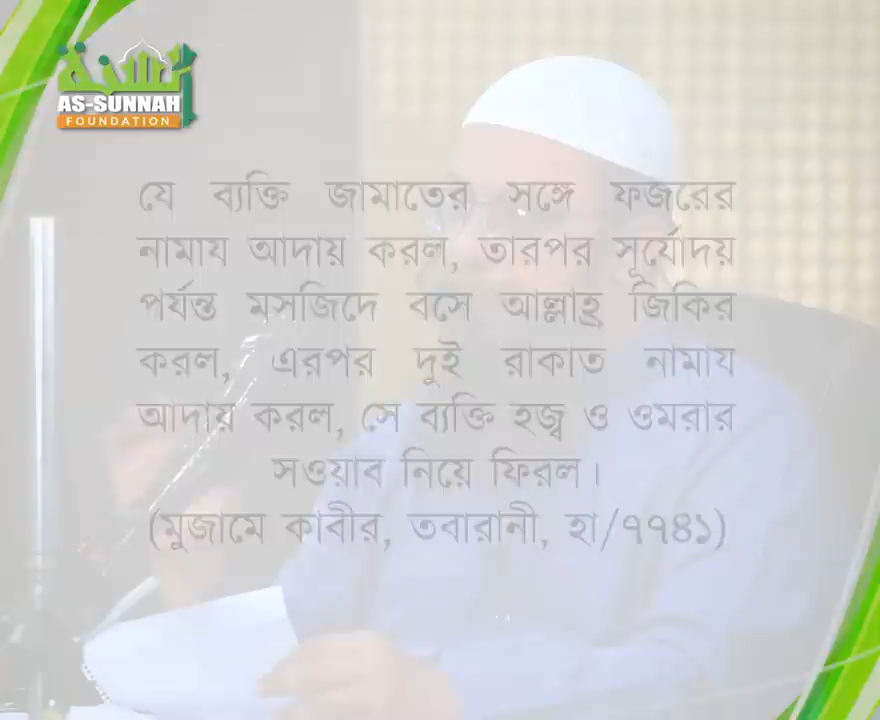 السنة
AS-SUNNAH
FOUNDATION
যে ব্যক্তি জামাতের সঙ্গে ফজরের
নামায আদায় করল, তারপর সূর্যোদয়
পর্যন্ত মসজিদে বসে আল্লাহ্র জিকির
করল, এরপর দুই রাকাত নামায
আদায় করল, সে ব্যক্তি হজ্ব ও ওমরার
সওয়াব নিয়ে ফিরল।
(মুজামে কাবীর, তবারানী, হা/৭৭৪১)